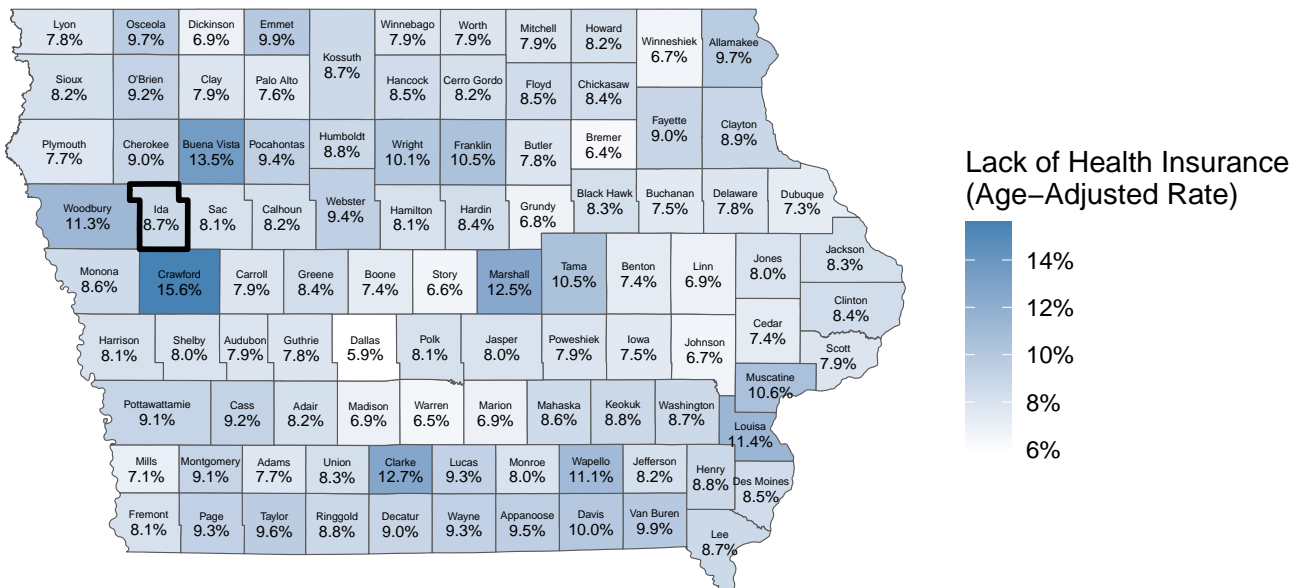 Lyon
7.8%
Osceola
9.7%
Dickinson
6.9%
Emmet
9.9%
Kossuth
8.7%
Winnebago
7.9%
Worth
7.9%
Mitchell
7.9%
Howard
8.2%
Winneshiek
6.7%
Allamakee
9.7%
Sioux
8.2%
O'Brien
9.2%
Clay
7.9%
Palo Alto
7.6%
Hancock
8.5%
Cerro Gordo
8.2%
Floyd
8.5%
Chickasaw
8.4%
Fayette
9.0%
Clayton
8.9%
Plymouth
7.7%
Cherokee
9.0%
Buena Vista
13.5%
Pocahontas
9.4%
Humboldt
8.8%
Wright
10.1%
Franklin
10.5%
Butler
7.8%
Bremer
6.4%
Woodbury
11.3%
Ida
8.7%
Sac
8.1%
Calhoun
8.2%
Webster
9.4%
Hamilton
8.1%
Hardin
8.4%
Grundy
6.8%
Black Hawk
8.3%
Buchanan
7.5%
Delaware
7.8%
Dubuque
7.3%
Monona
8.6%
Crawford
15.6%
Carroll
7.9%
Greene
8.4%
Boone
7.4%
Story
6.6%
Marshall
12.5%
Tama
10.5%
Benton
7.4%
Linn
6.9%
Jones
8.0%
Jackson
8.3%
Clinton
8.4%
Harrison
8.1%
Shelby
8.0%
Audubon
7.9%
Guthrie
7.8%
Dallas
5.9%
Polk
8.1%
Jasper
8.0%
Poweshiek
7.9%
Iowa
7.5%
Johnson
6.7%
Cedar
7.4%
Scott
7.9%
Muscatine
10.6%
Pottawattamie
9.1%
Cass
9.2%
Adair
8.2%
Madison
6.9%
Warren
6.5%
Marion
6.9%
Mahaska
8.6%
Keokuk
8.8%
Washington
8.7%
Louisa
11.4%
Mills
7.1%
Montgomery
9.1%
Adams
7.7%
Union
8.3%
Clarke
12.7%
Lucas
9.3%
Monroe
8.0%
Wapello
11.1%
Jefferson
8.2%
Henry
8.8%
Des Moines
8.5%
Fremont
8.1%
Page
9.3%
Taylor
9.6%
Ringgold
8.8%
Decatur
9.0%
Wayne
9.3%
Appanoose
9.5%
Davis
10.0%
Van Buren
9.9%
Lee
8.7%
Lack of Health Insurance
(Age−Adjusted Rate)
14%
12%
10%
8%
6%